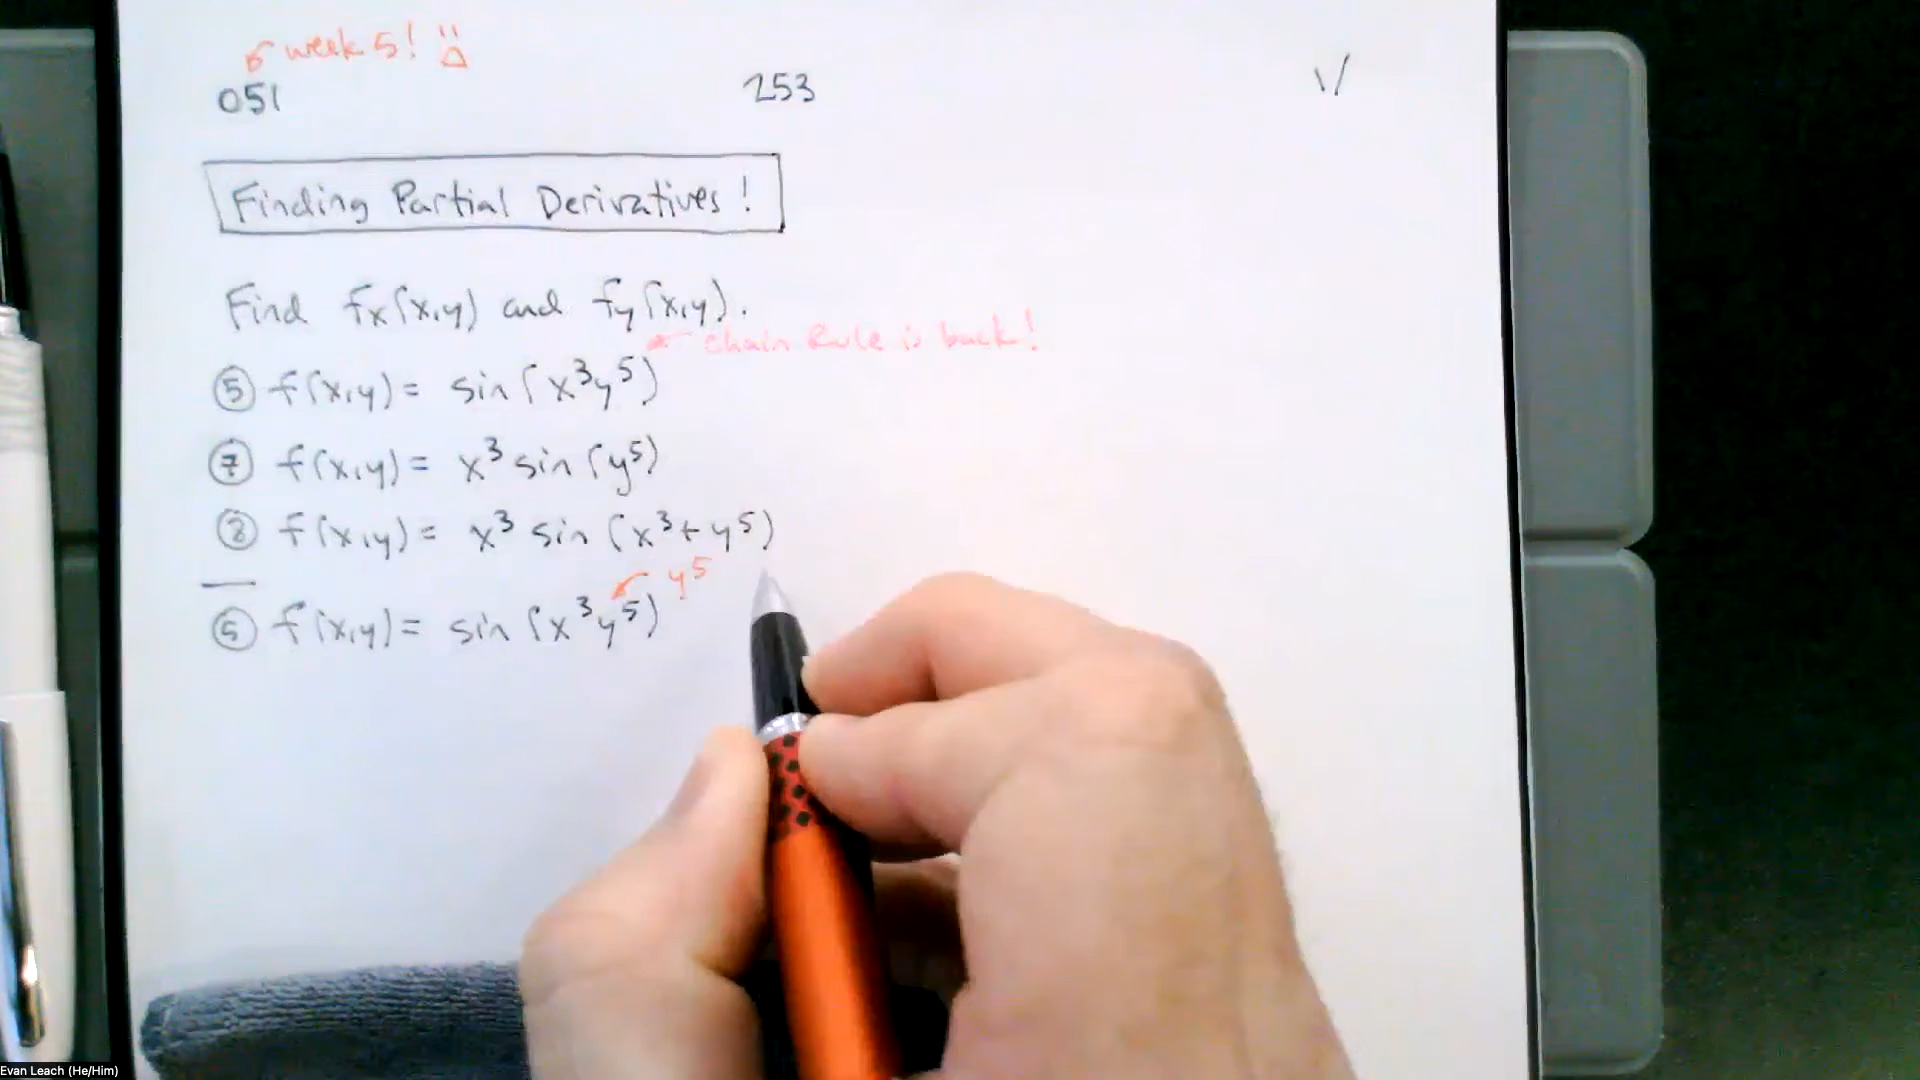 week 5!
051 253 1/
Finding Partial Derivatives!
Find fx(x,y) and fy(x,y).
chain Rule is back!
⑤ f(x,y) = sin(x³y⁵)
⑦ f(x,y) = x³ sin(y⁵)
⑧ f(x,y) = x³ sin(x³+y⁵)
y⁵
⑤ f(x,y) = sin(x³y⁵)
Evan Leach (He/Him)